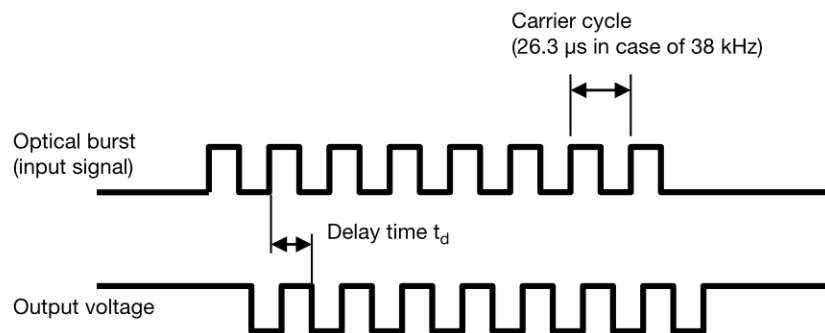 Carrier cycle
(26.3 µs in case of 38 kHz)
Optical burst
(input signal)
Delay time td
Output voltage